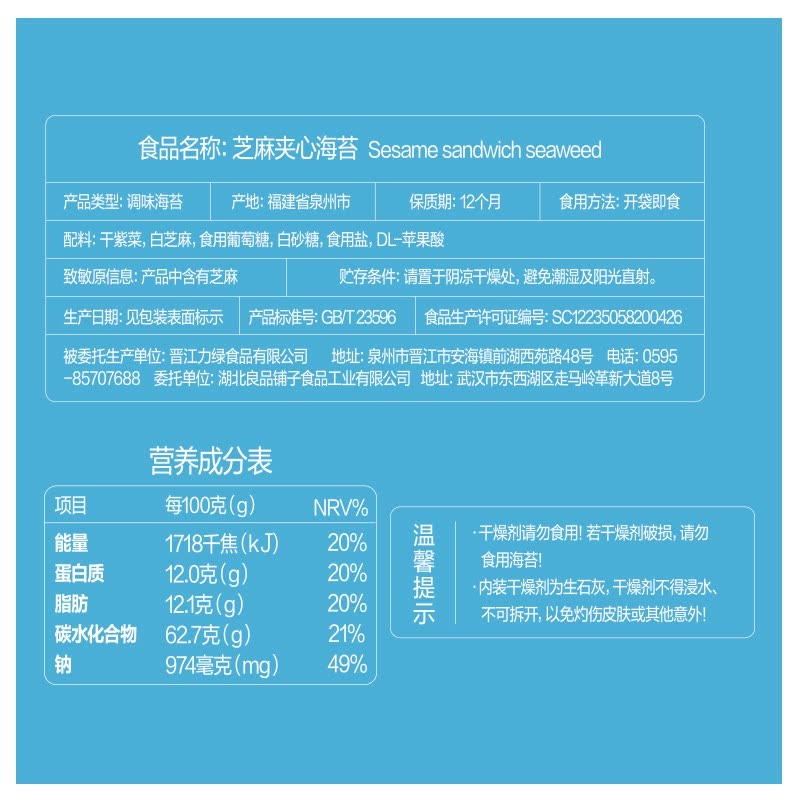 食品名称: 芝麻夹心海苔 Sesame sandwich seaweed
产品类型: 调味海苔 产地: 福建省泉州市 保质期: 12个月 食用方法: 开袋即食
配料: 干紫菜, 白芝麻, 食用葡萄糖, 白砂糖, 食用盐, DL-苹果酸
致敏原信息: 产品中含有芝麻 贮存条件: 请置于阴凉干燥处, 避免潮湿及阳光直射。
生产日期: 见包装表面标示 产品标准号: GB/T 23596 食品生产许可证编号: SC12235058200426
被委托生产单位: 晋江力绿食品有限公司 地址: 泉州市晋江市安海镇前湖西苑路48号 电话: 0595
-85707688 委托单位: 湖北良品铺子食品工业有限公司 地址: 武汉市东西湖区走马岭革新大道8号
营养成分表
项目 每100克(g) NRV%
能量 1718千焦(kJ) 20%
蛋白质 12.0克(g) 20%
脂肪 12.1克(g) 20%
碳水化合物 62.7克(g) 21%
钠 974毫克(mg) 49%
温馨提示
·干燥剂请勿食用! 若干燥剂破损, 请勿
食用海苔!
·内装干燥剂为生石灰, 干燥剂不得浸水、
不可拆开, 以免灼伤皮肤或其他意外!